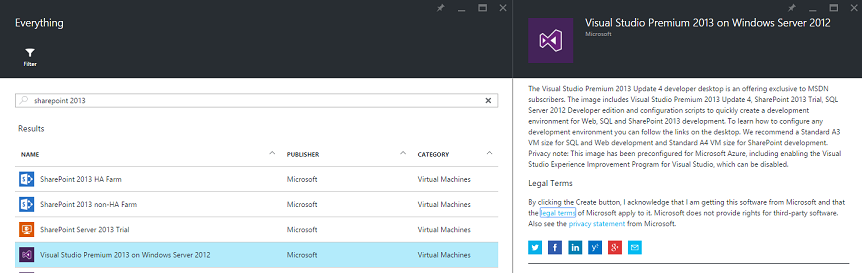 Everything
Filter
sharepoint 2013
Results
NAME PUBLISHER CATEGORY
SharePoint 2013 HA Farm Microsoft Virtual Machines
SharePoint 2013 non-HA Farm Microsoft Virtual Machines
SharePoint Server 2013 Trial Microsoft Virtual Machines
Visual Studio Premium 2013 on Windows Server 2012 Microsoft Virtual Machines
Visual Studio Premium 2013 on Windows Server 2012
Microsoft
The Visual Studio Premium 2013 Update 4 developer desktop is an offering exclusive to MSDN
subscribers. The image includes Visual Studio Premium 2013 Update 4, SharePoint 2013 Trial, SQL
Server 2012 Developer edition and configuration scripts to quickly create a development
environment for Web, SQL and SharePoint 2013 development. To learn how to configure any
development environment you can follow the links on the desktop. We recommend a Standard A3
VM size for SQL and Web development and Standard A4 VM size for SharePoint development.
Privacy note: This image has been preconfigured for Microsoft Azure, including enabling the Visual
Studio Experience Improvement Program for Visual Studio, which can be disabled.
Legal Terms
By clicking the Create button, I acknowledge that I am getting this software from Microsoft and that
the legal terms of Microsoft apply to it. Microsoft does not provide rights for third-party software.
Also see the privacy statement from Microsoft.